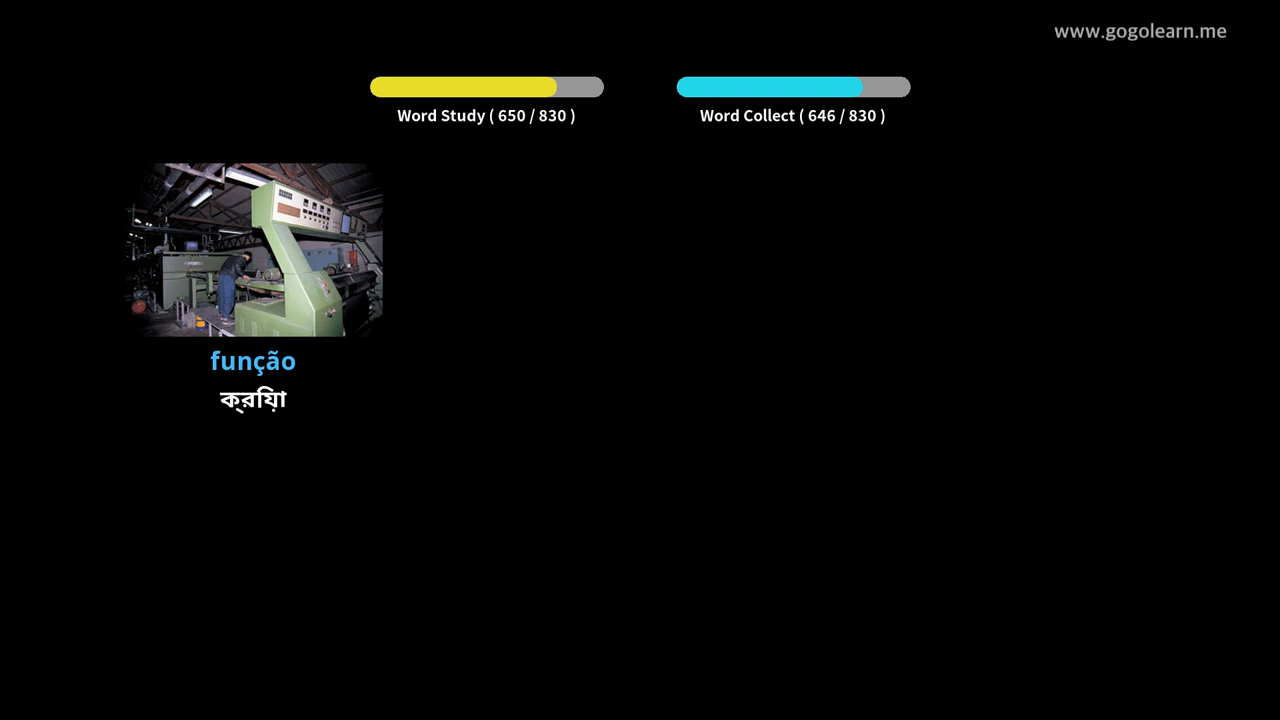 www.gogolearn.me
Word Study ( 650 / 830 )
Word Collect ( 646 / 830 )
função
ক্রিয়া